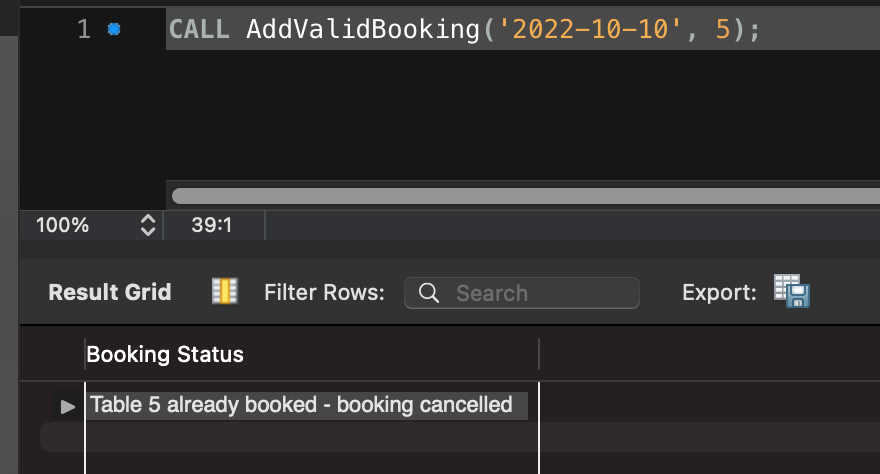 1 CALL AddValidBooking('2022-10-10', 5);
100% 39:1
Result Grid Filter Rows: Search Export:
Booking Status
Table 5 already booked - booking cancelled